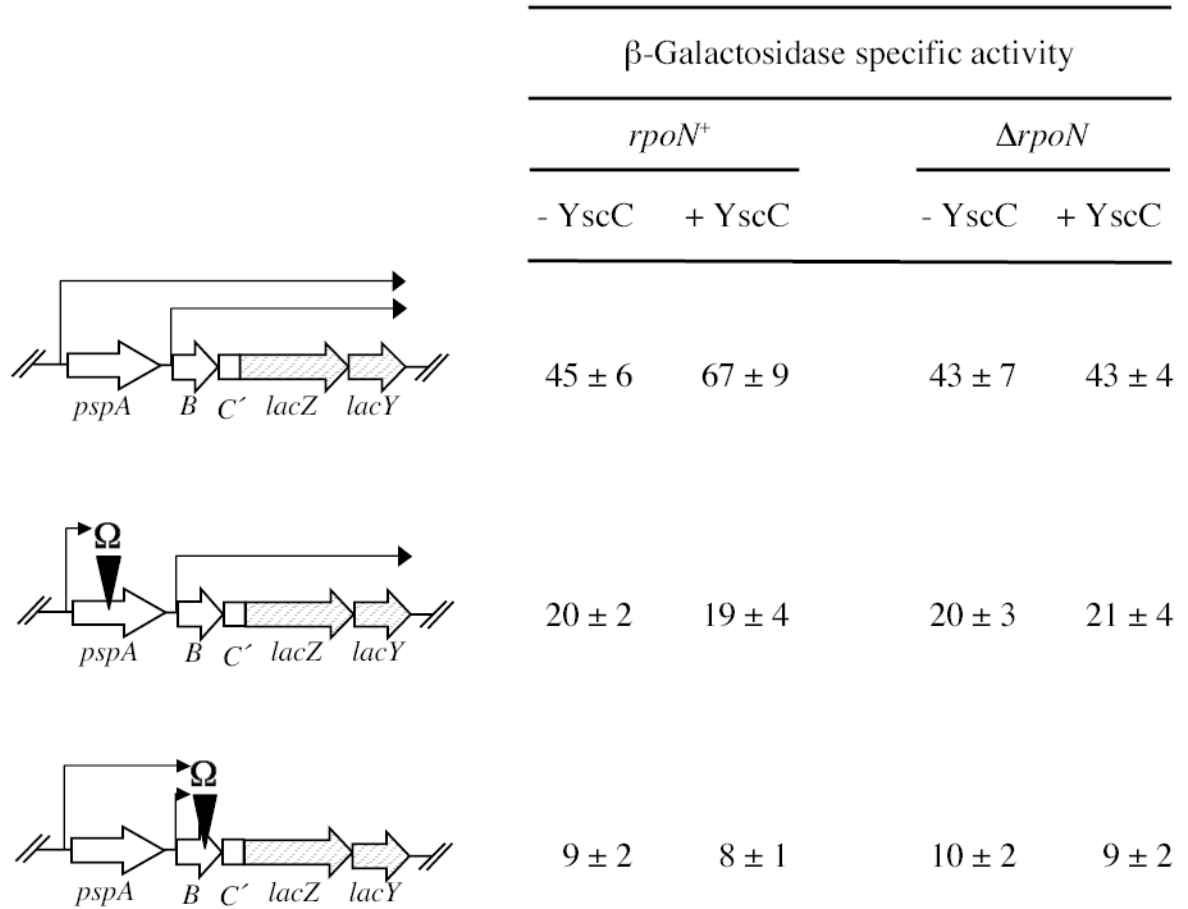 β-Galactosidase specific activity
rpoN⁺ ΔrpoN
- YscC + YscC - YscC + YscC
pspA B C´ lacZ lacY
45 ± 6 67 ± 9 43 ± 7 43 ± 4
Ω
pspA B C´ lacZ lacY
20 ± 2 19 ± 4 20 ± 3 21 ± 4
Ω
pspA B C´ lacZ lacY
9 ± 2 8 ± 1 10 ± 2 9 ± 2